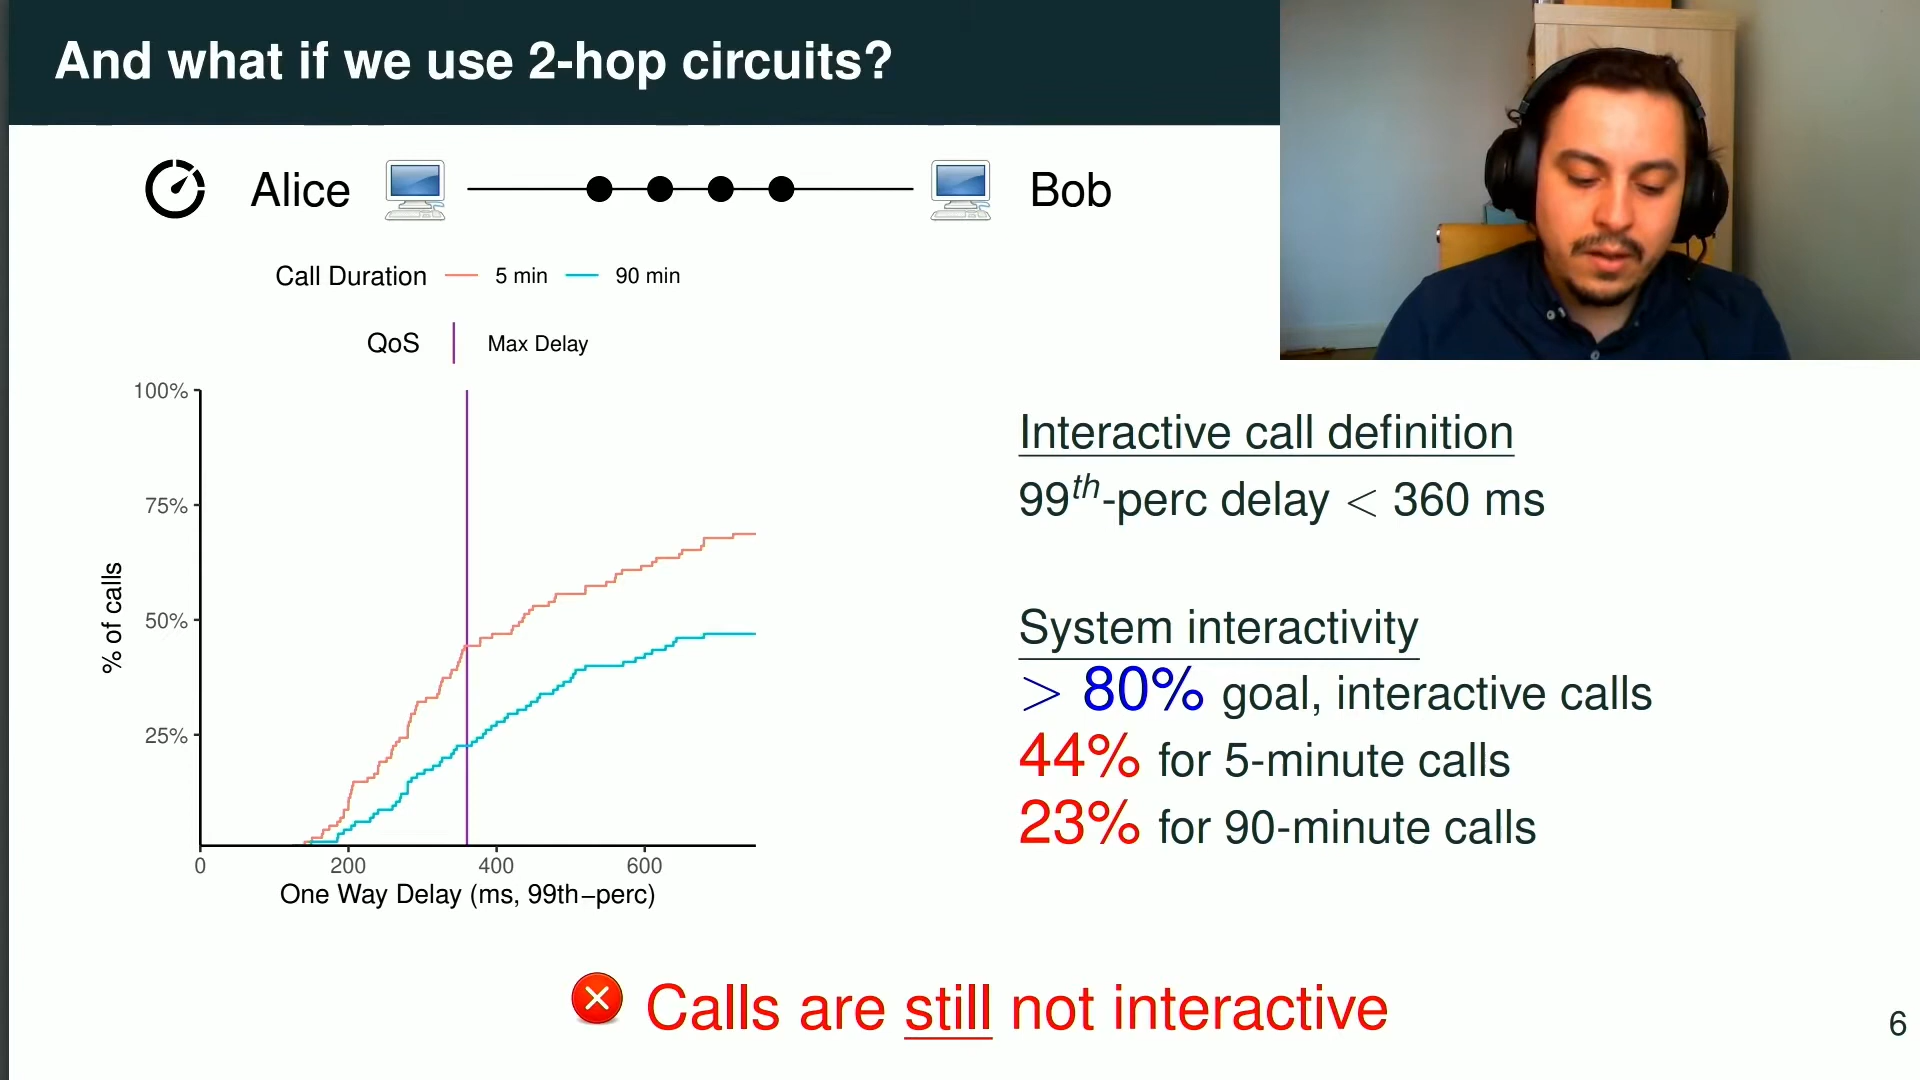 And what if we use 2-hop circuits?
Alice
Bob
Call Duration 5 min 90 min
QoS Max Delay
100%
75%
50%
25%
% of calls
0 200 400 600
One Way Delay (ms, 99th−perc)
Interactive call definition
99th-perc delay < 360 ms
System interactivity
> 80% goal, interactive calls
44% for 5-minute calls
23% for 90-minute calls
Calls are still not interactive
6